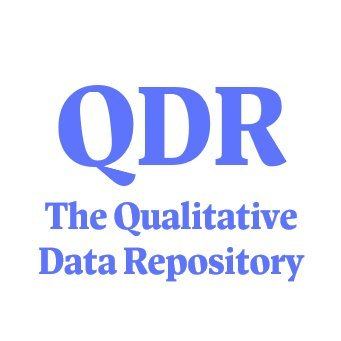 QDR
The Qualitative
Data Repository